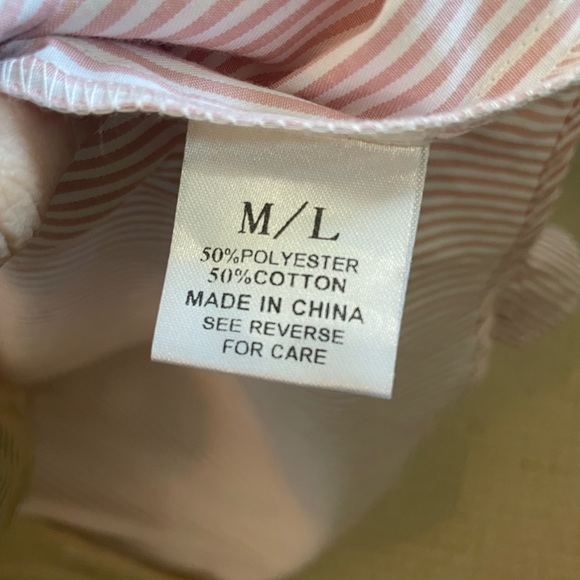 M/L
50%POLYESTER
50%COTTON
MADE IN CHINA
SEE REVERSE
FOR CARE